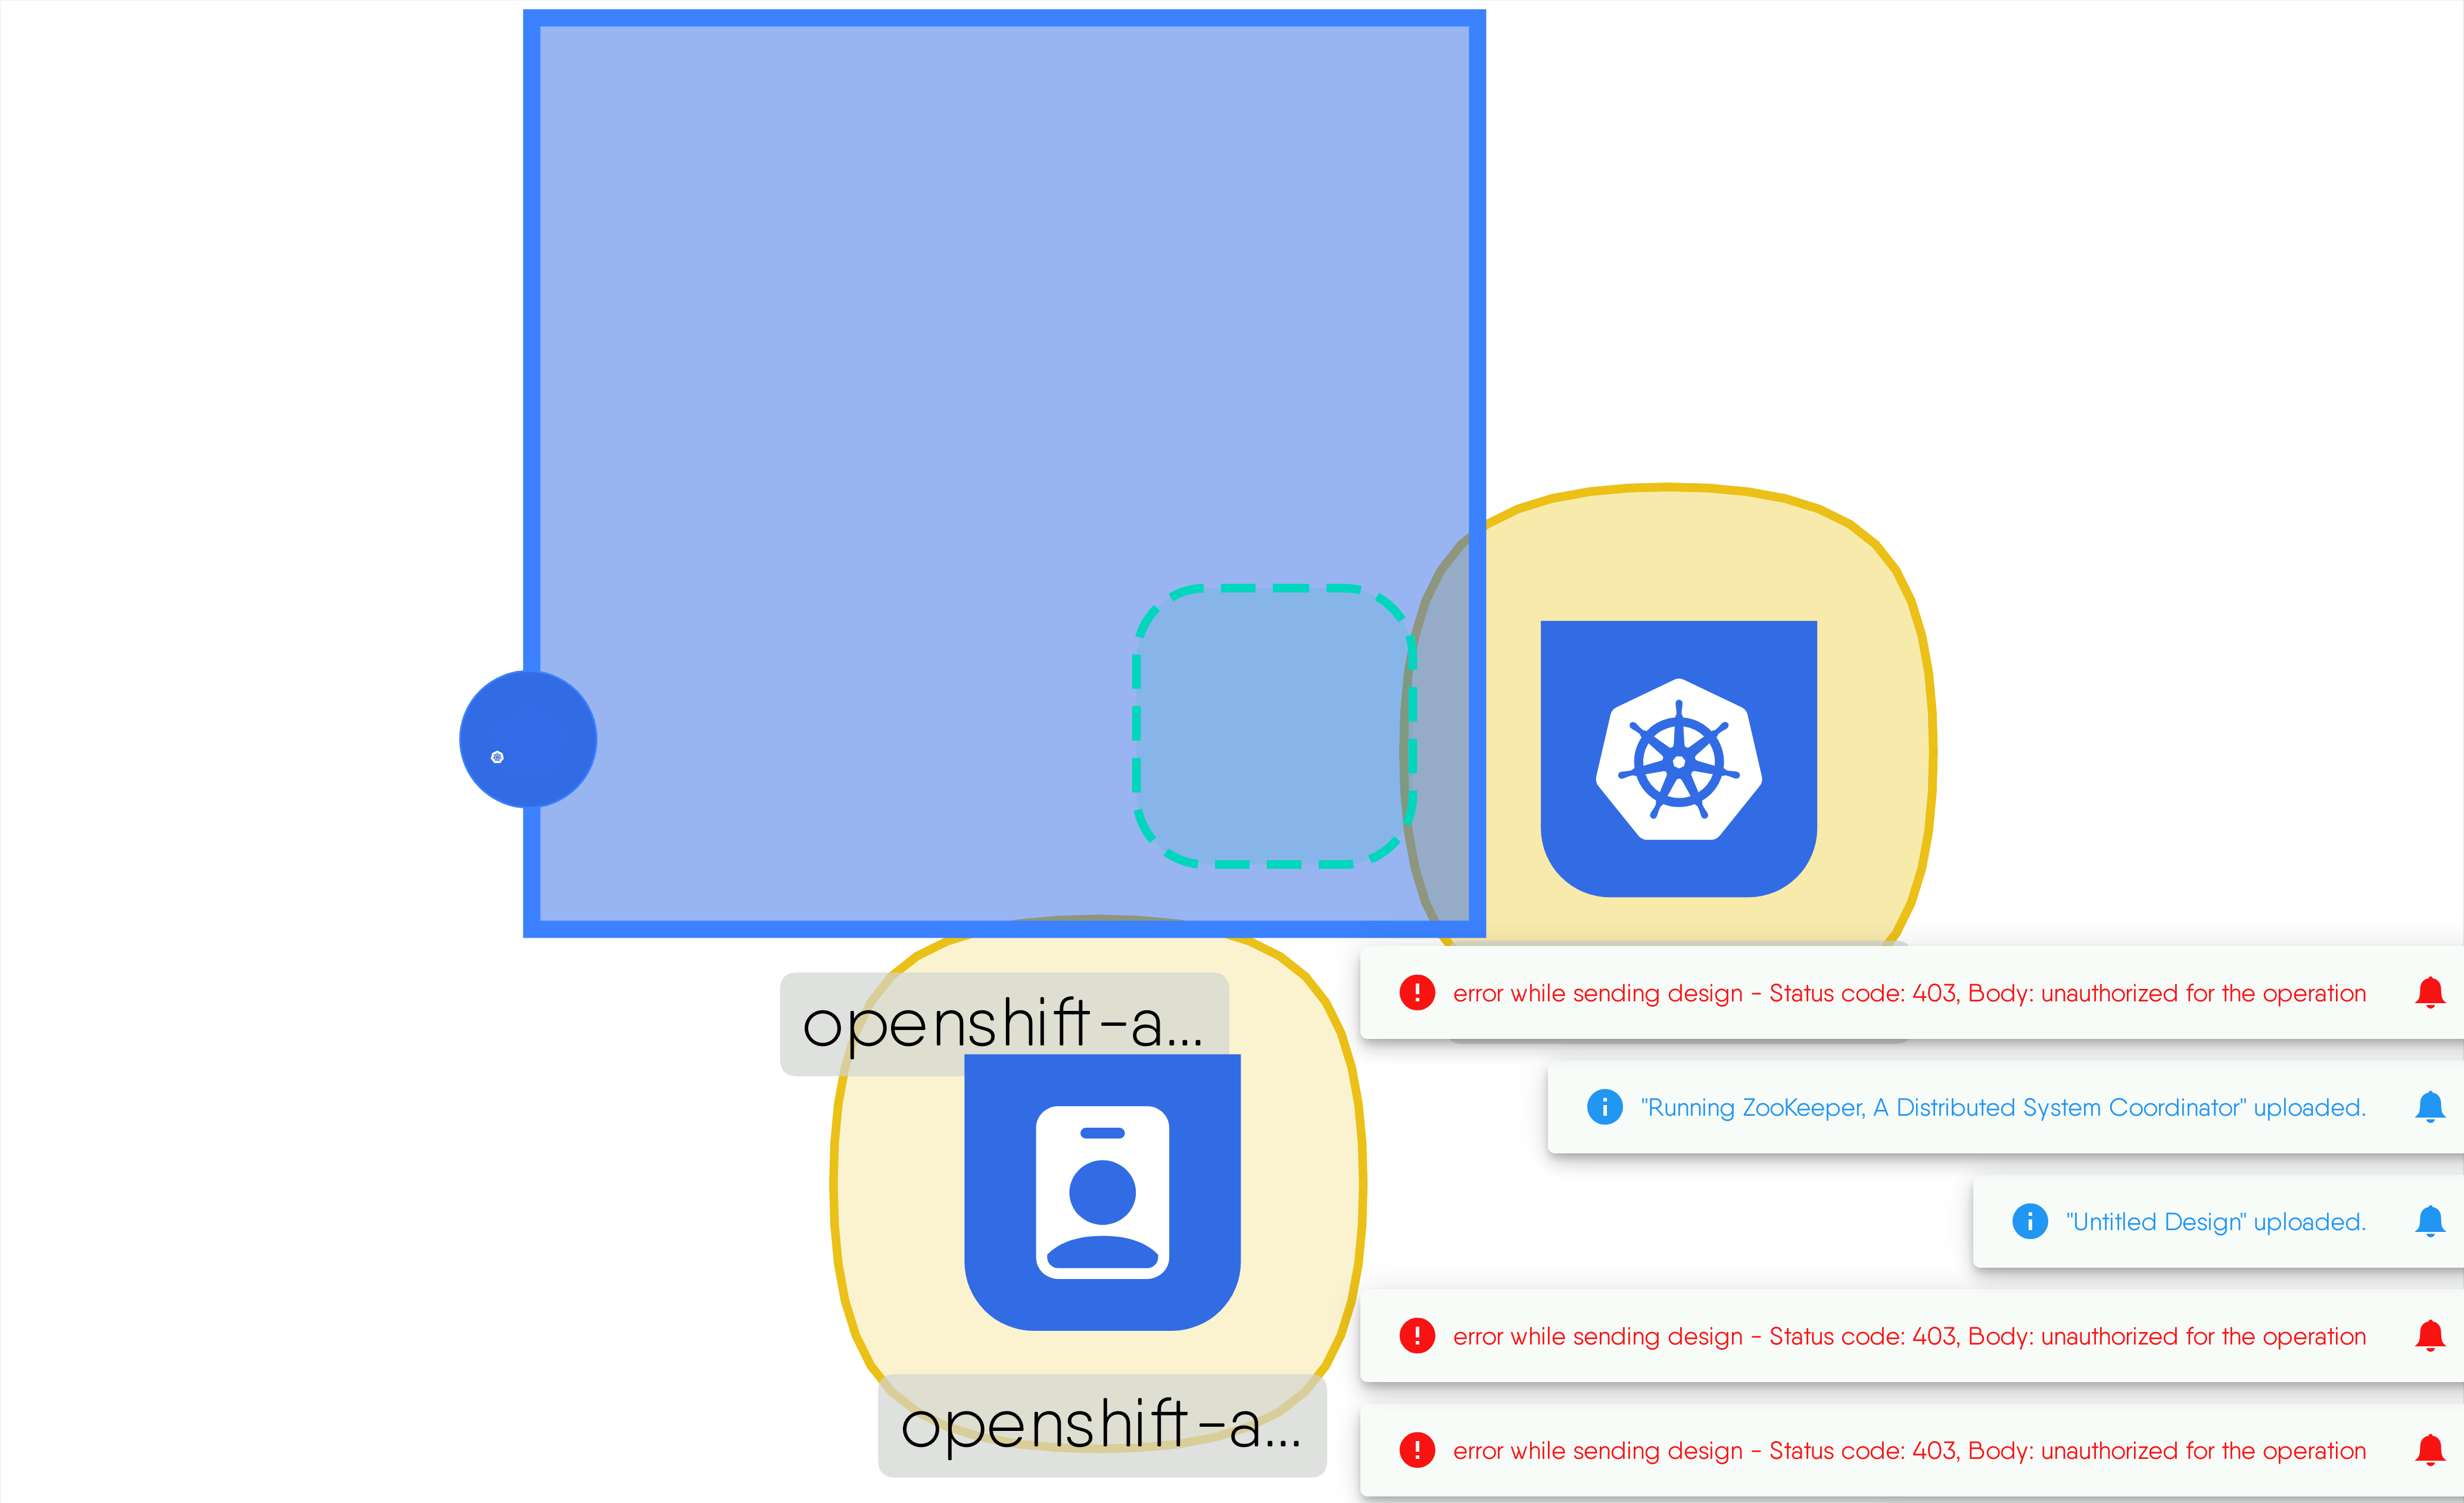 openshift-a...
openshift-a...
error while sending design - Status code: 403, Body: unauthorized for the operation
"Running ZooKeeper, A Distributed System Coordinator" uploaded.
"Untitled Design" uploaded.
error while sending design - Status code: 403, Body: unauthorized for the operation
error while sending design - Status code: 403, Body: unauthorized for the operation